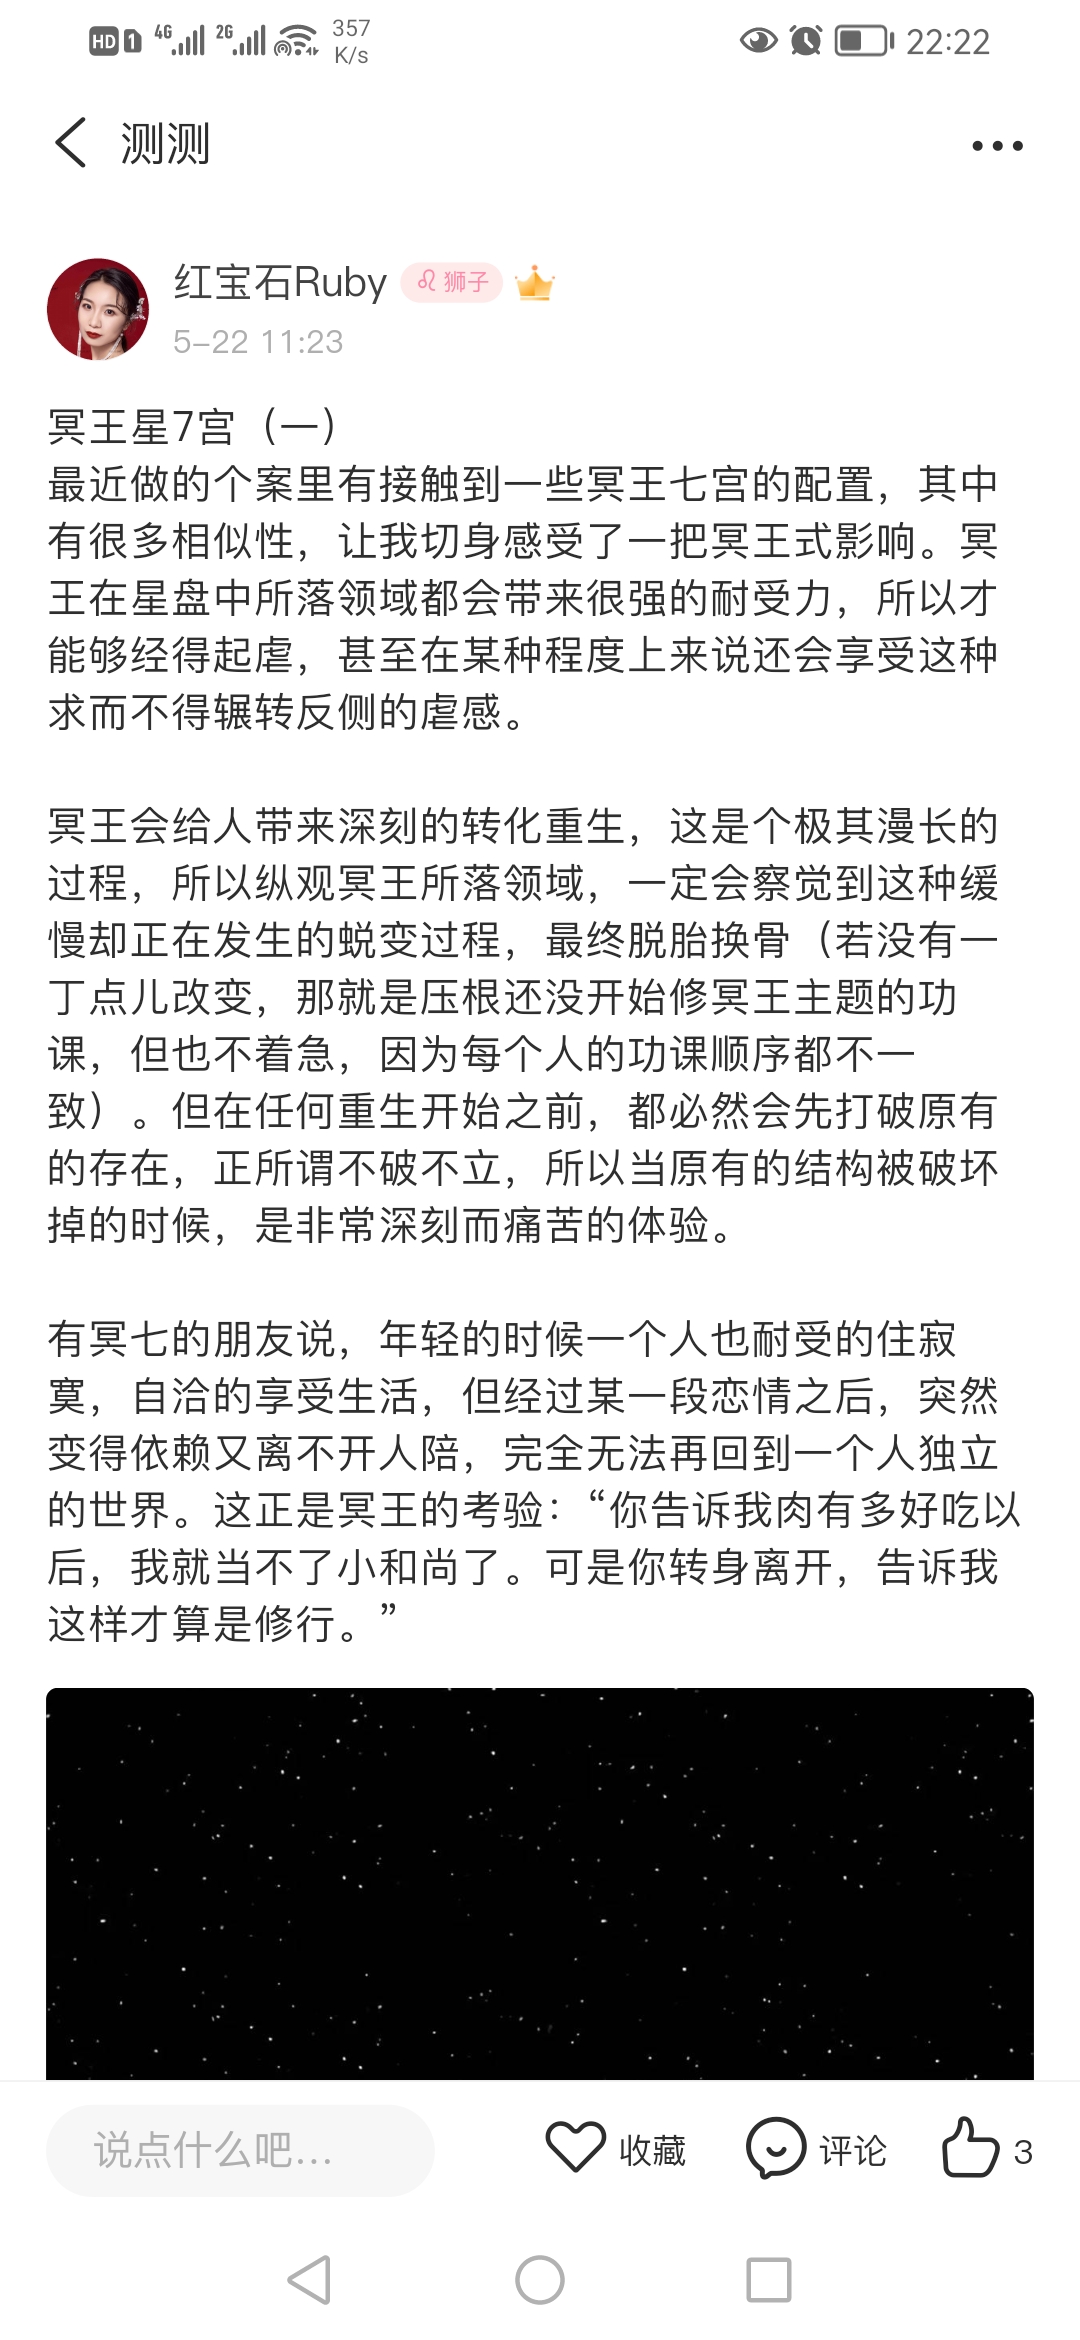 HD 1 4G 2G 357 K/s 22:22
测测
红宝石Ruby 狮子
5-22 11:23
冥王星7宫（一）
最近做的个案里有接触到一些冥王七宫的配置，其中
有很多相似性，让我切身感受了一把冥王式影响。冥
王在星盘中所落领域都会带来很强的耐受力，所以才
能够经得起虐，甚至在某种程度上来说还会享受这种
求而不得辗转反侧的虐感。
冥王会给人带来深刻的转化重生，这是个极其漫长的
过程，所以纵观冥王所落领域，一定会察觉到这种缓
慢却正在发生的蜕变过程，最终脱胎换骨（若没有一
丁点儿改变，那就是压根还没开始修冥王主题的功
课，但也不着急，因为每个人的功课顺序都不一
致）。但在任何重生开始之前，都必然会先打破原有
的存在，正所谓不破不立，所以当原有的结构被破坏
掉的时候，是非常深刻而痛苦的体验。
有冥七的朋友说，年轻的时候一个人也耐受的住寂
寞，自洽的享受生活，但经过某一段恋情之后，突然
变得依赖又离不开人陪，完全无法再回到一个人独立
的世界。这正是冥王的考验：“你告诉我肉有多好吃以
后，我就当不了小和尚了。可是你转身离开，告诉我
这样才算是修行。”
说点什么吧... 收藏 评论 3